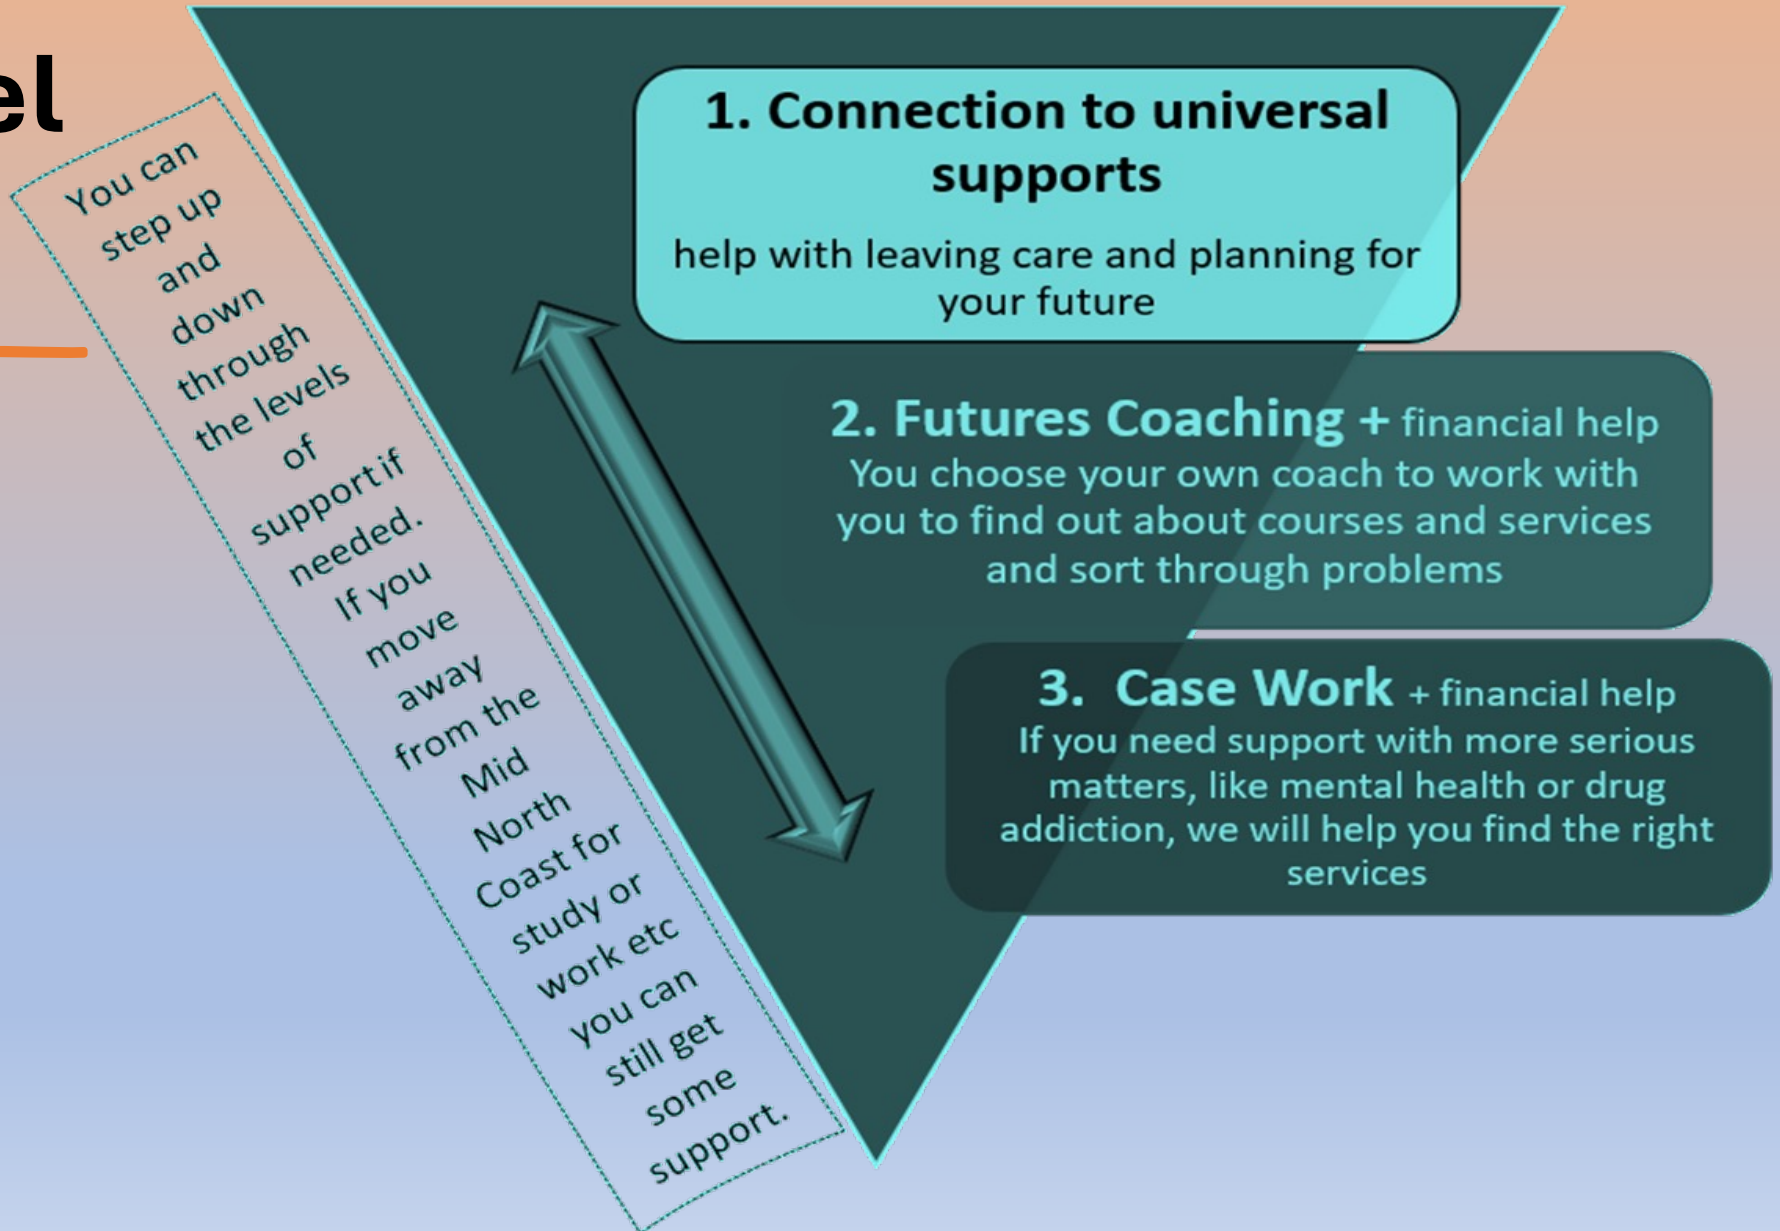 el
You can
step up
and
down
through
the levels
of
support if
needed.
If you
move
away
from the
Mid
North
Coast for
study or
work etc
you can
still get
some
support.
1. Connection to universal
supports
help with leaving care and planning for
your future
2. Futures Coaching + financial help
You choose your own coach to work with
you to find out about courses and services
and sort through problems
3. Case Work + financial help
If you need support with more serious
matters, like mental health or drug
addiction, we will help you find the right
services